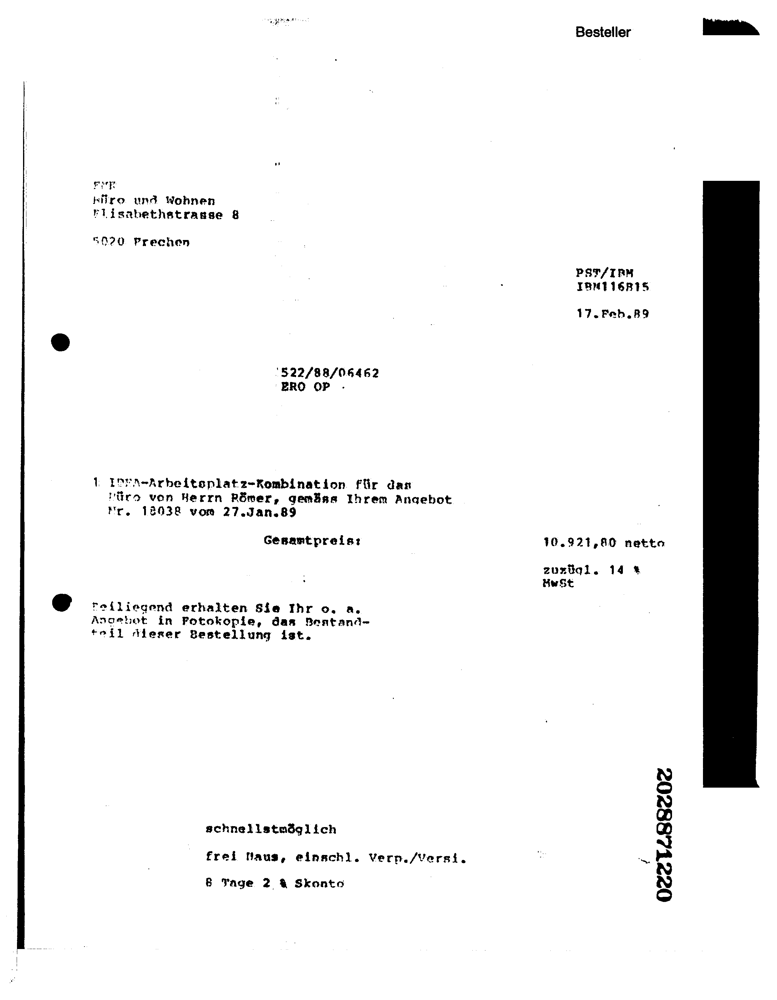 Besteller
Büro und Wohnen
Elisabethstrasse 8
5020 Frechen
PST/IBM
IBM116815
17.Feb.89
522/88/06462
ERO OP
1 IDEA-Arbeitsplatz-Kombination für das
Büro von Herrn Römer, gemäss Ihrem Angebot
Nr. 18038 vom 27.Jan.89
Gesamtpreis:
10.921,80 netto
zuzügl. 14 %
MwSt
Beiliegend erhalten Sie Ihr o. a.
Angebot in Fotokopie, das Bestand-
teil dieser Bestellung ist.
schnellstmöglich
frei Haus, einschl. Verp./Versi.
8 Tage 2 % Skonto
2028871220